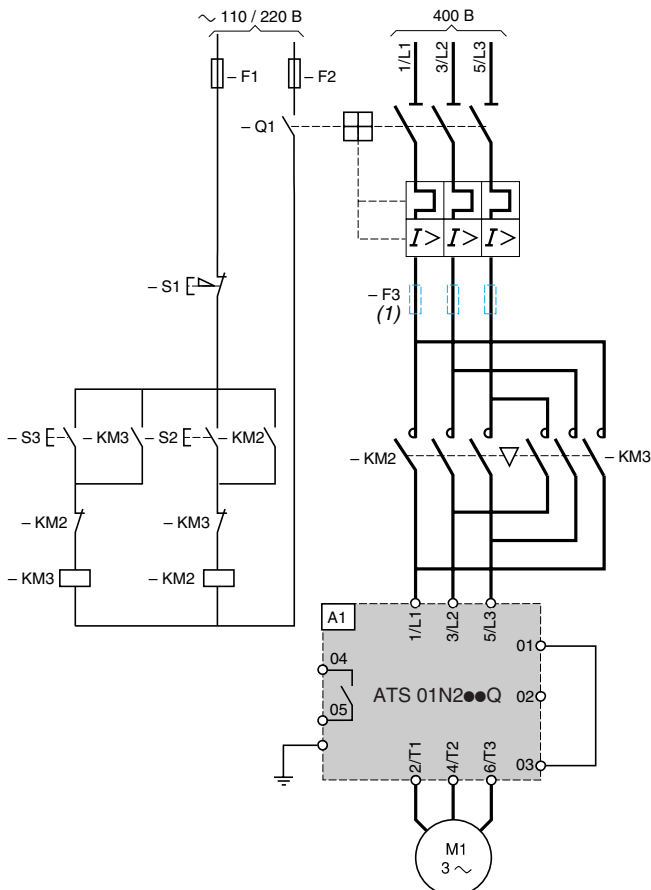 ∼ 110 / 220 В
400 В
1/L1
3/L2
5/L3
– F1
– F2
– Q1
I>
I>
I>
– S1
– F3
(1)
– S3
– KM3
– S2
– KM2
– KM2
– KM3
– KM2
– KM3
– KM3
– KM2
A1
1/L1
3/L2
5/L3
01
04
ATS 01N2●●Q
02
05
03
2/T1
4/T2
6/T3
M1
3 ∼